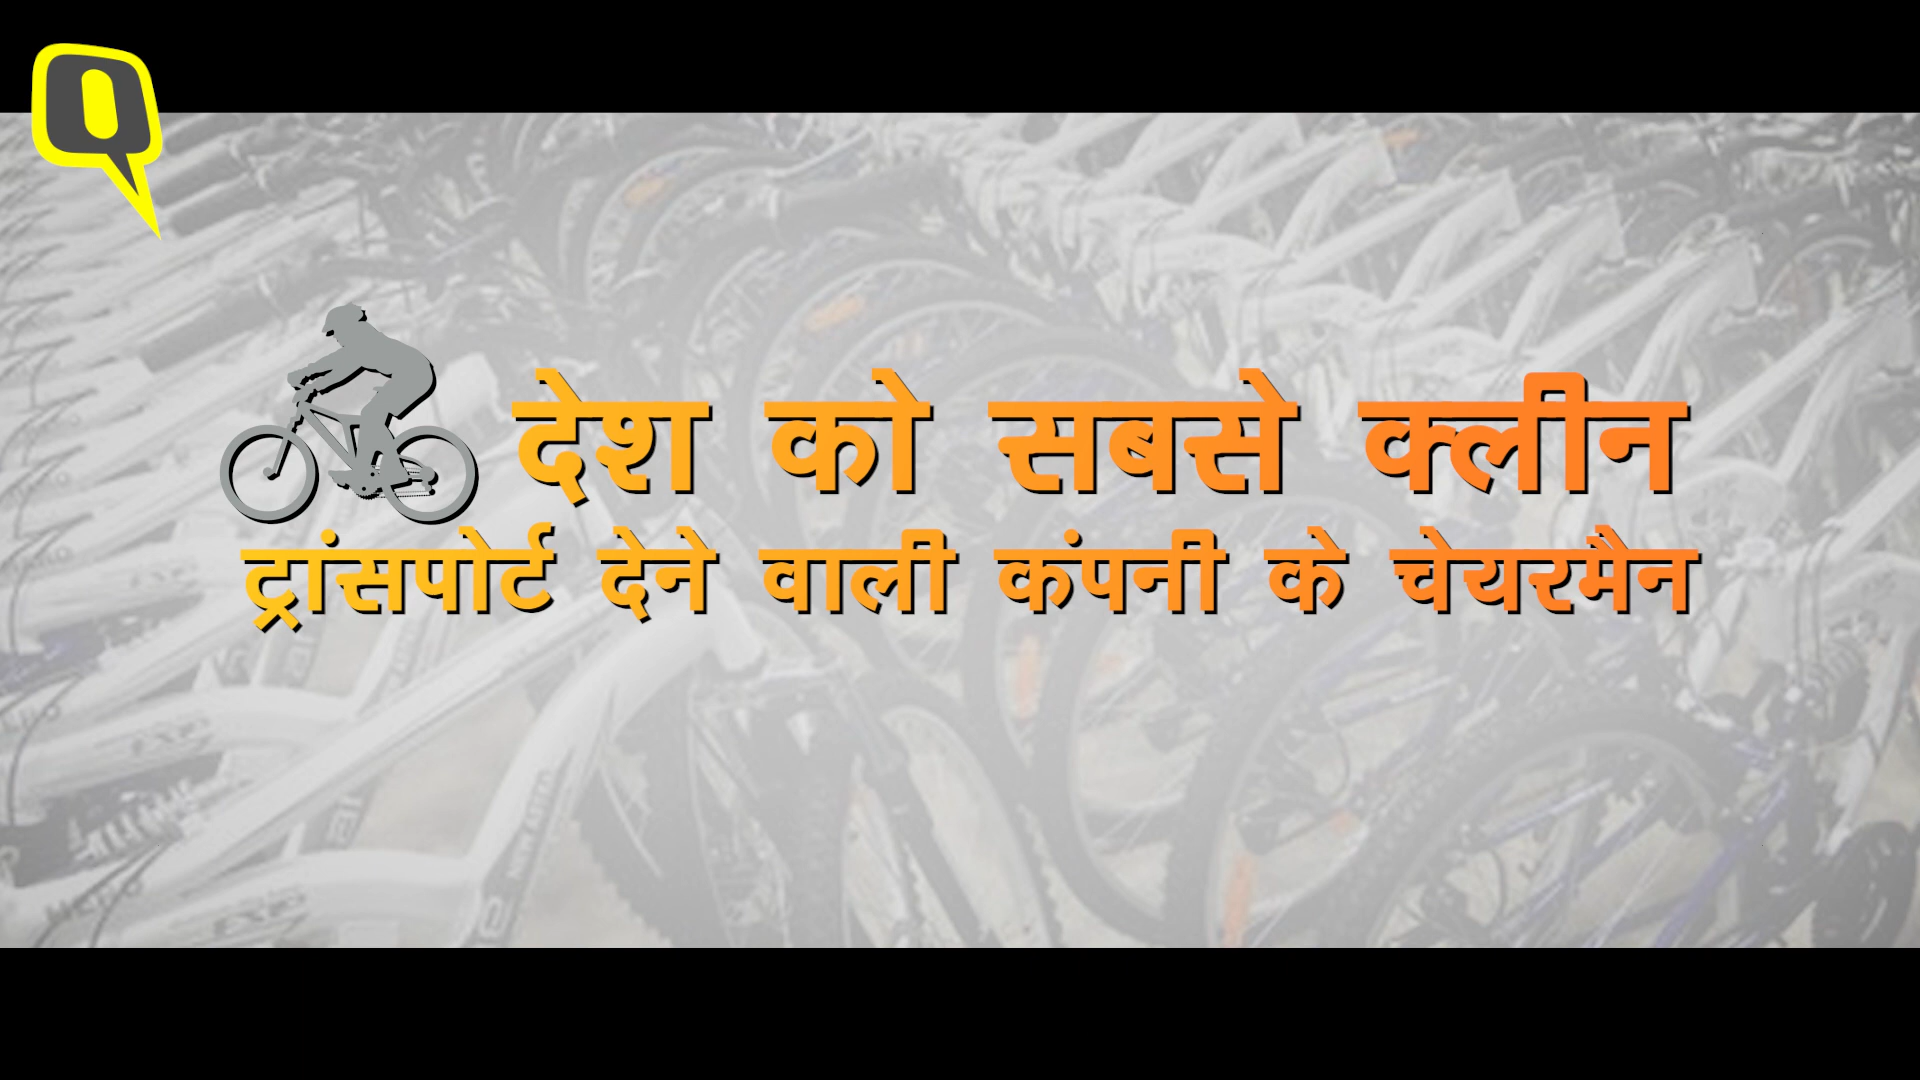 देश को सबसे क्लीन
ट्रांसपोर्ट देने वाली कंपनी के चेयरमैन